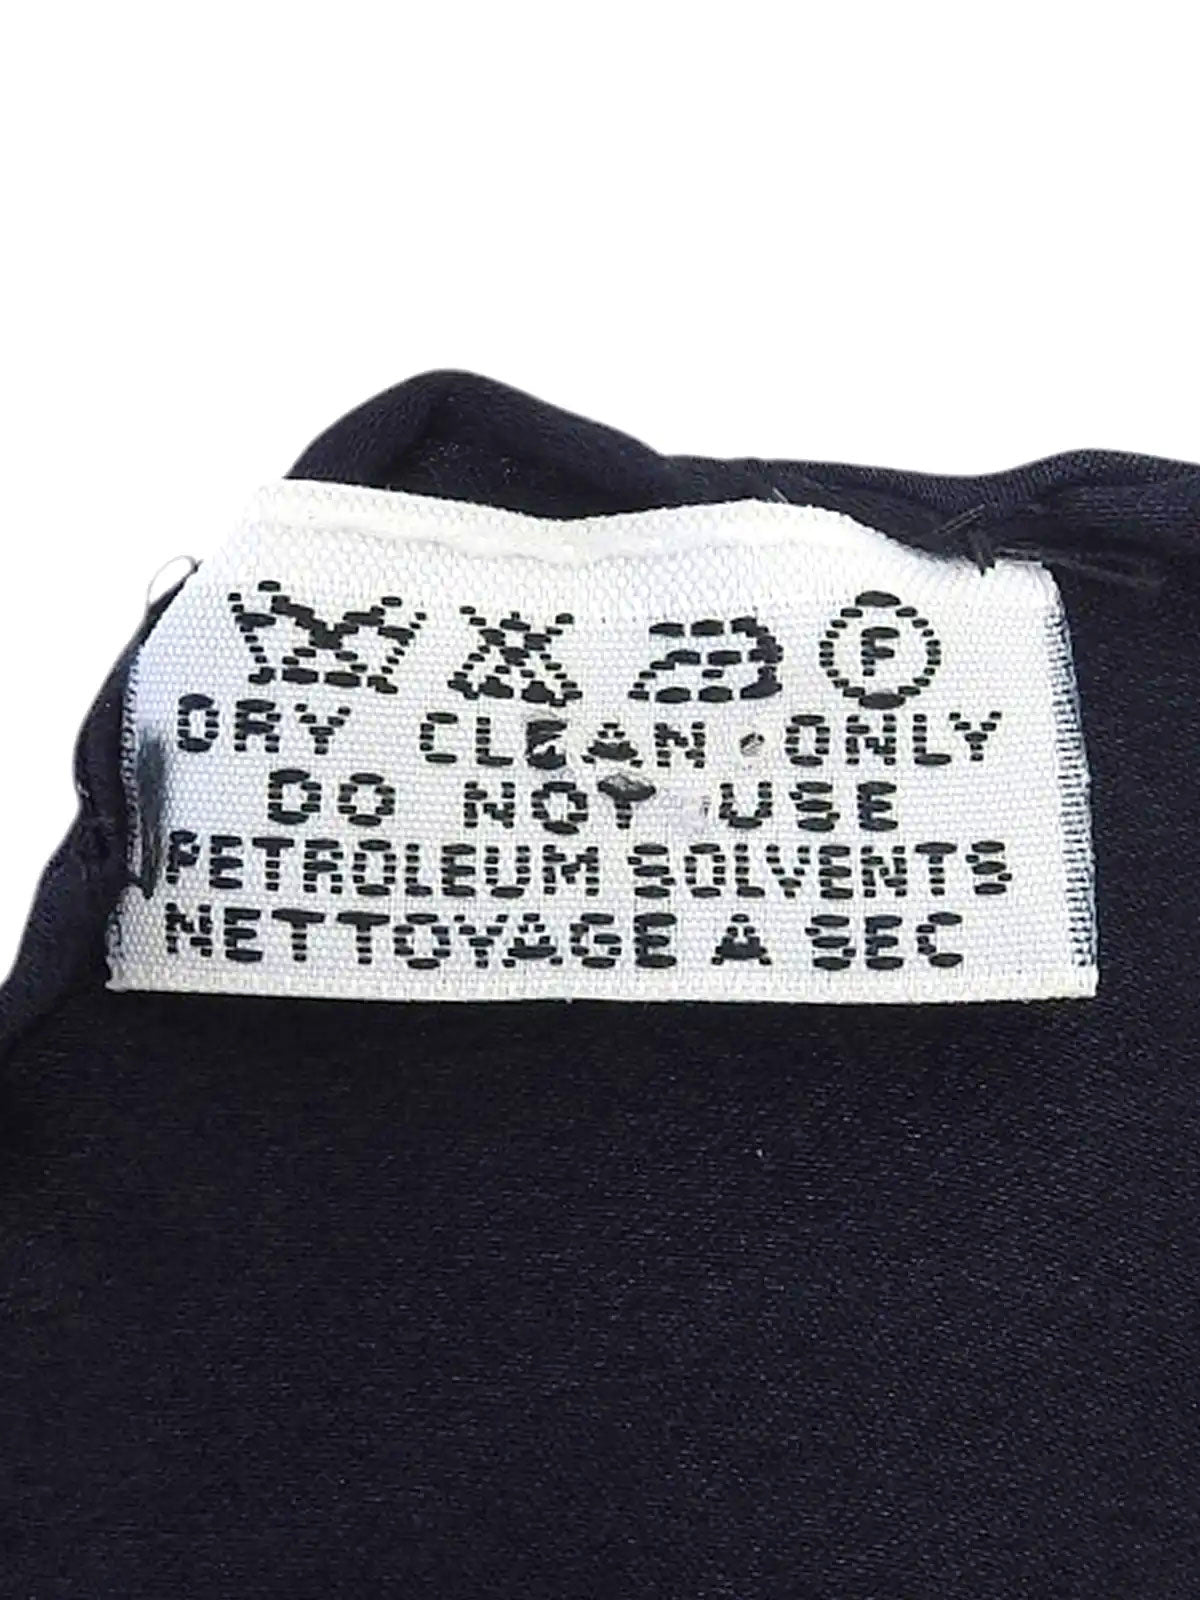 F
DRY CLEAN ONLY
DO NOT USE
PETROLEUM SOLVENTS
NETTOYAGE A SEC